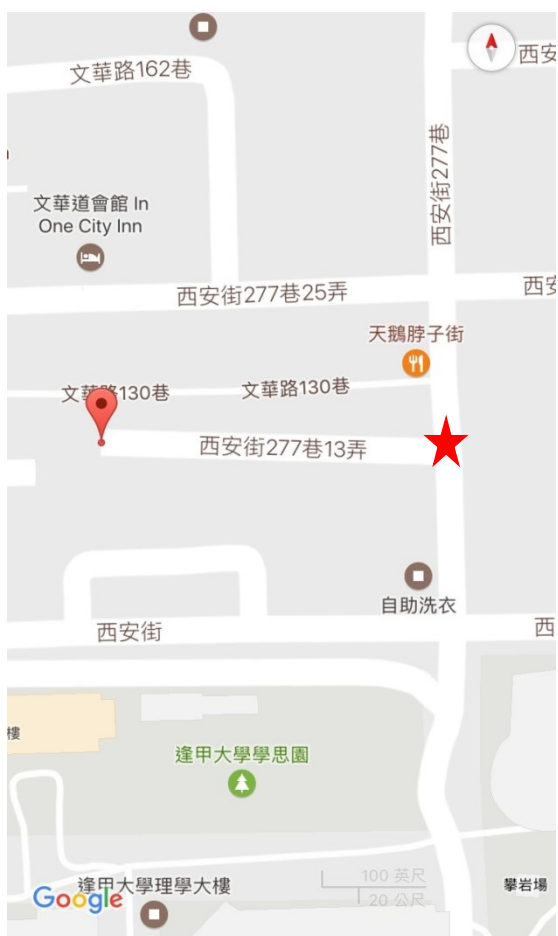 文華路162巷
西安
西安街277巷
文華道會館 In
One City Inn
西安街277巷25弄
西安
天鵝脖子街
文華路130巷
文華路130巷
西安街277巷13弄
自助洗衣
西安街
西
樓
逢甲大學學思園
100 英尺
20 公尺
逢甲大學理學大樓
攀岩場
Google